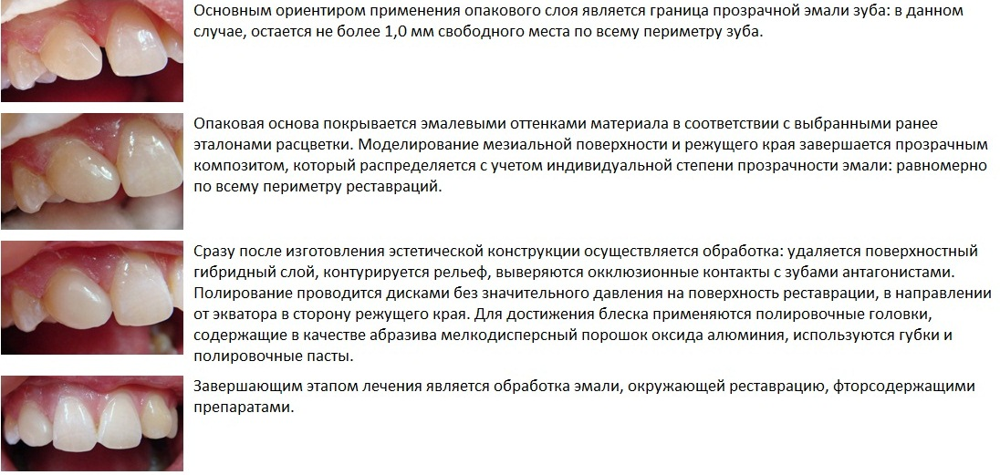 Основным ориентиром применения опакового слоя является граница прозрачной эмали зуба: в данном
случае, остается не более 1,0 мм свободного места по всему периметру зуба.
Опаковая основа покрывается эмалевыми оттенками материала в соответствии с выбранными ранее
эталонами расцветки. Моделирование мезиальной поверхности и режущего края завершается прозрачным
композитом, который распределяется с учетом индивидуальной степени прозрачности эмали: равномерно
по всему периметру реставраций.
Сразу после изготовления эстетической конструкции осуществляется обработка: удаляется поверхностный
гибридный слой, контурируется рельеф, выверяются окклюзионные контакты с зубами антагонистами.
Полирование проводится дисками без значительного давления на поверхность реставрации, в направлении
от экватора в сторону режущего края. Для достижения блеска применяются полировочные головки,
содержащие в качестве абразива мелкодисперсный порошок оксида алюминия, используются губки и
полировочные пасты.
Завершающим этапом лечения является обработка эмали, окружающей реставрацию, фторсодержащими
препаратами.